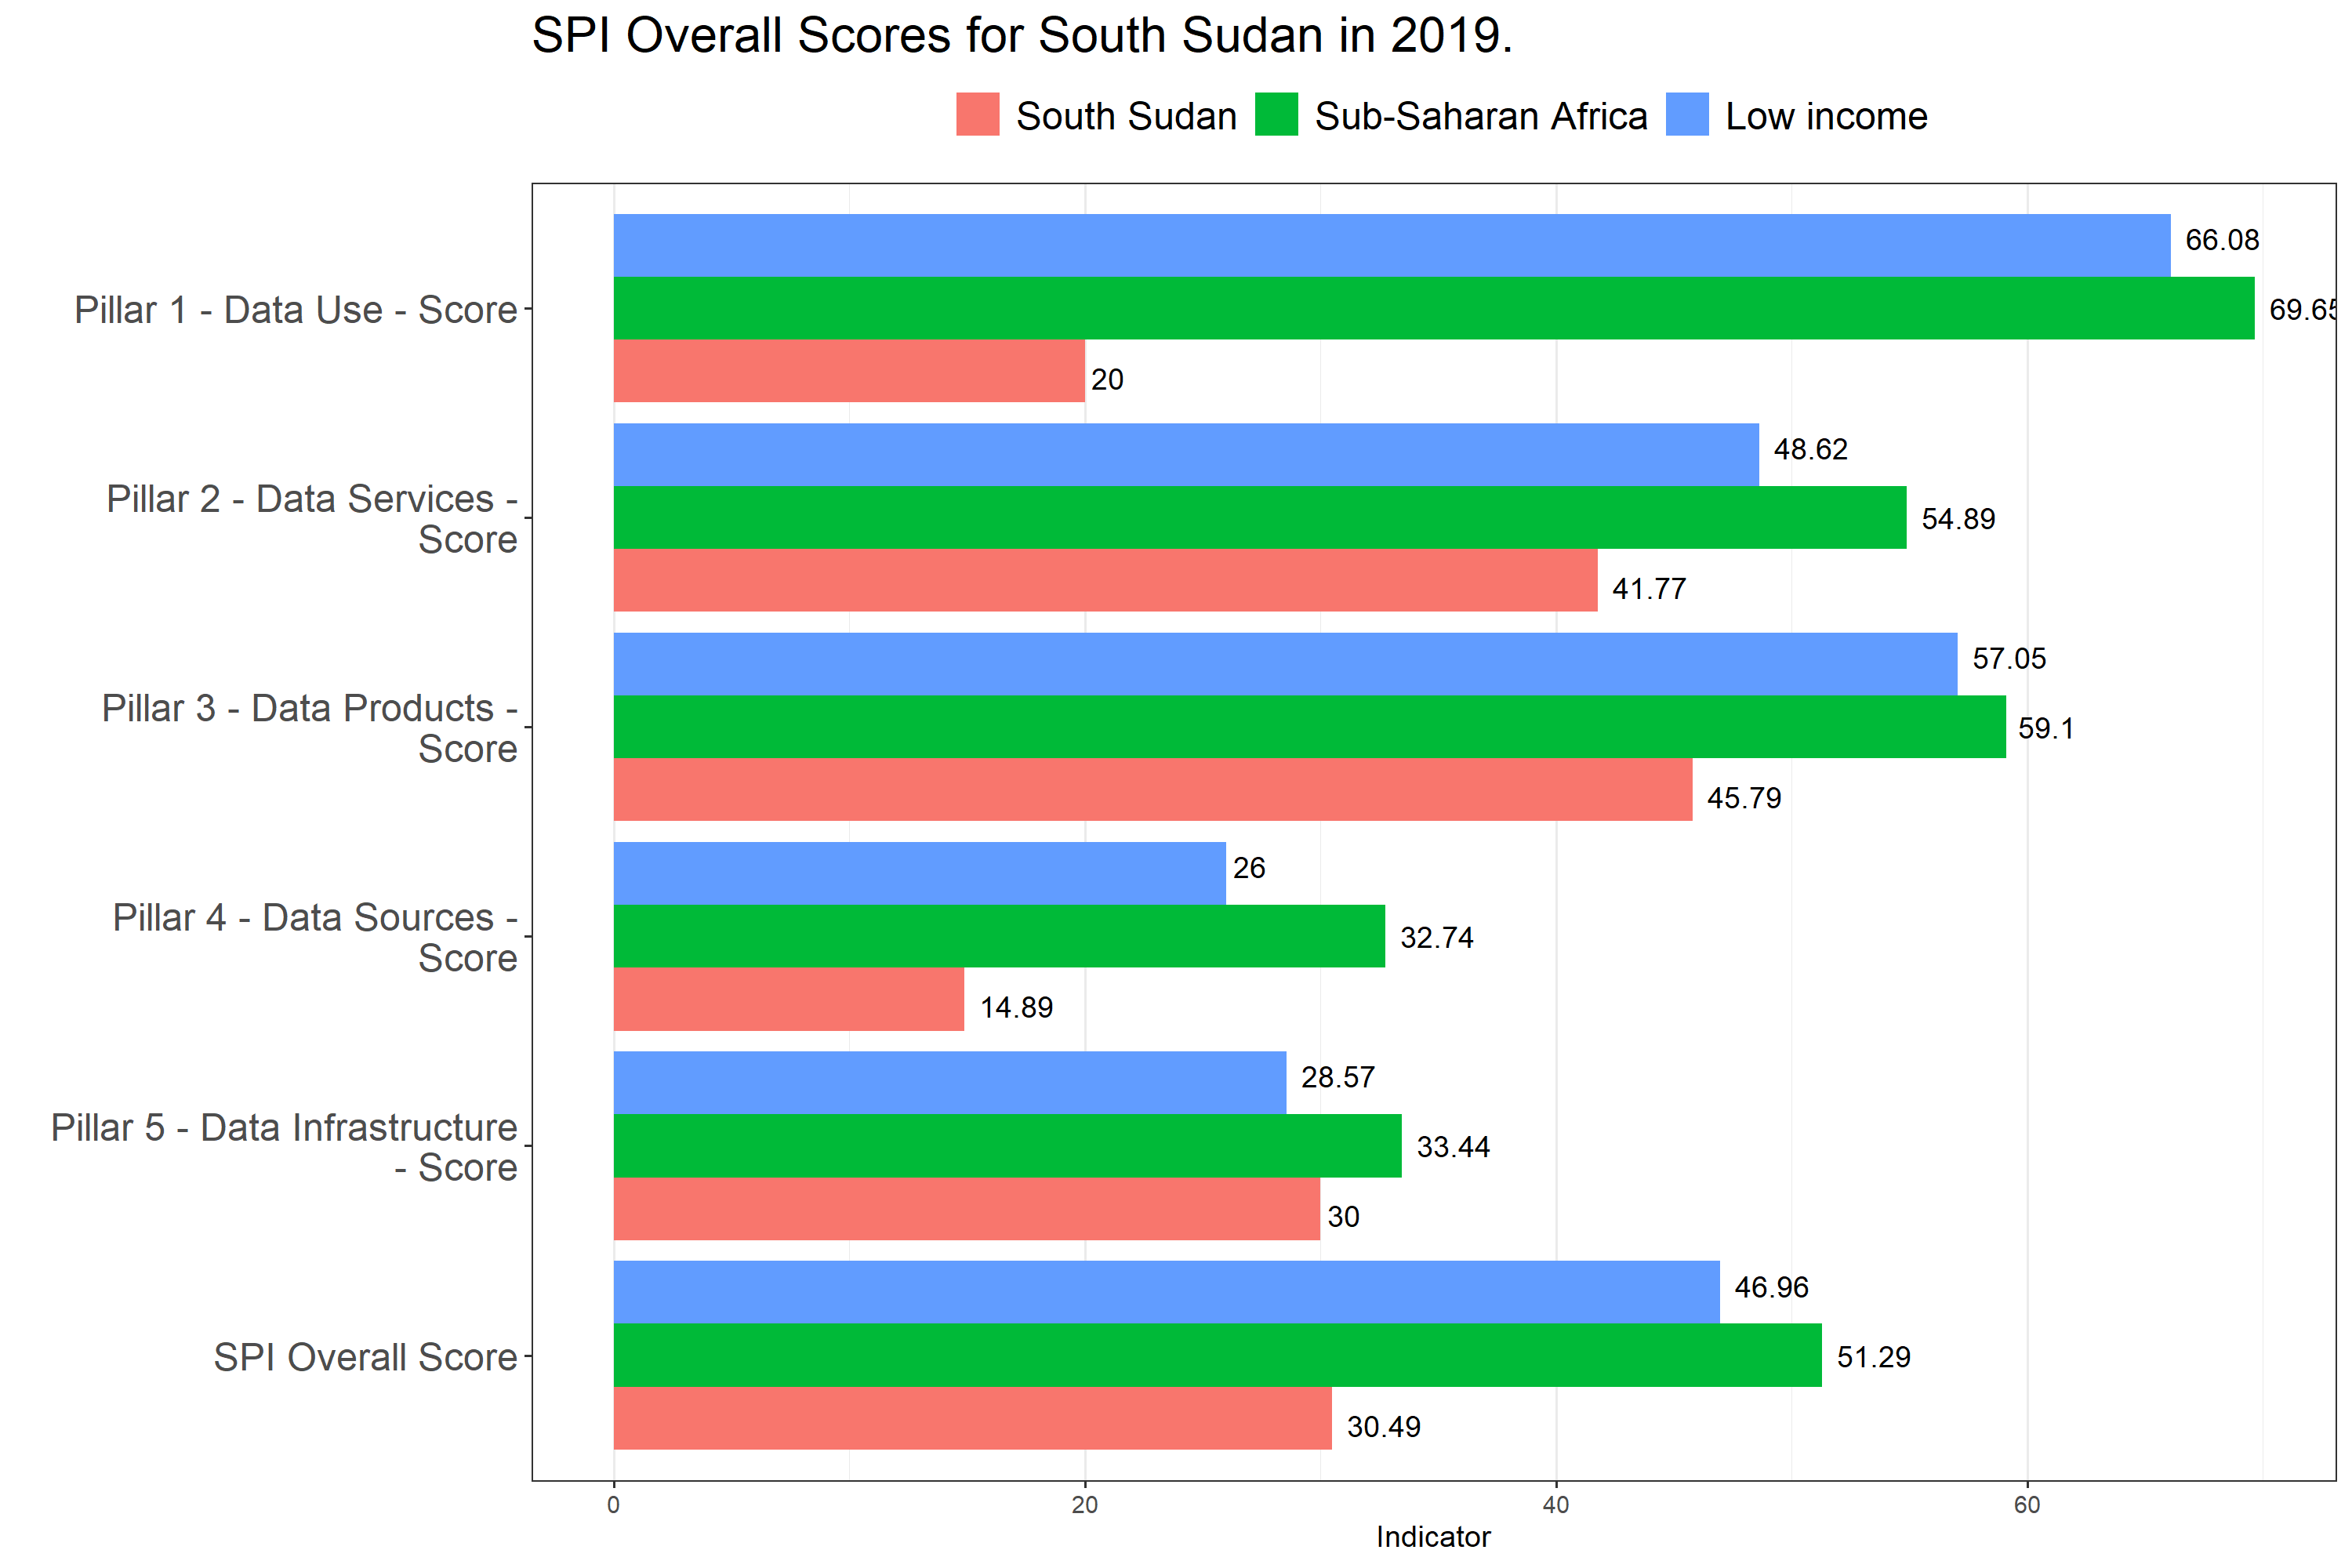 SPI Overall Scores for South Sudan in 2019.
South Sudan Sub-Saharan Africa Low income
66.08
Pillar 1 - Data Use - Score
69.65
20
48.62
Pillar 2 - Data Services -
Score
54.89
41.77
57.05
Pillar 3 - Data Products -
Score
59.1
45.79
26
Pillar 4 - Data Sources -
Score
32.74
14.89
28.57
Pillar 5 - Data Infrastructure
- Score
33.44
30
46.96
SPI Overall Score
51.29
30.49
0 20 40 60
Indicator